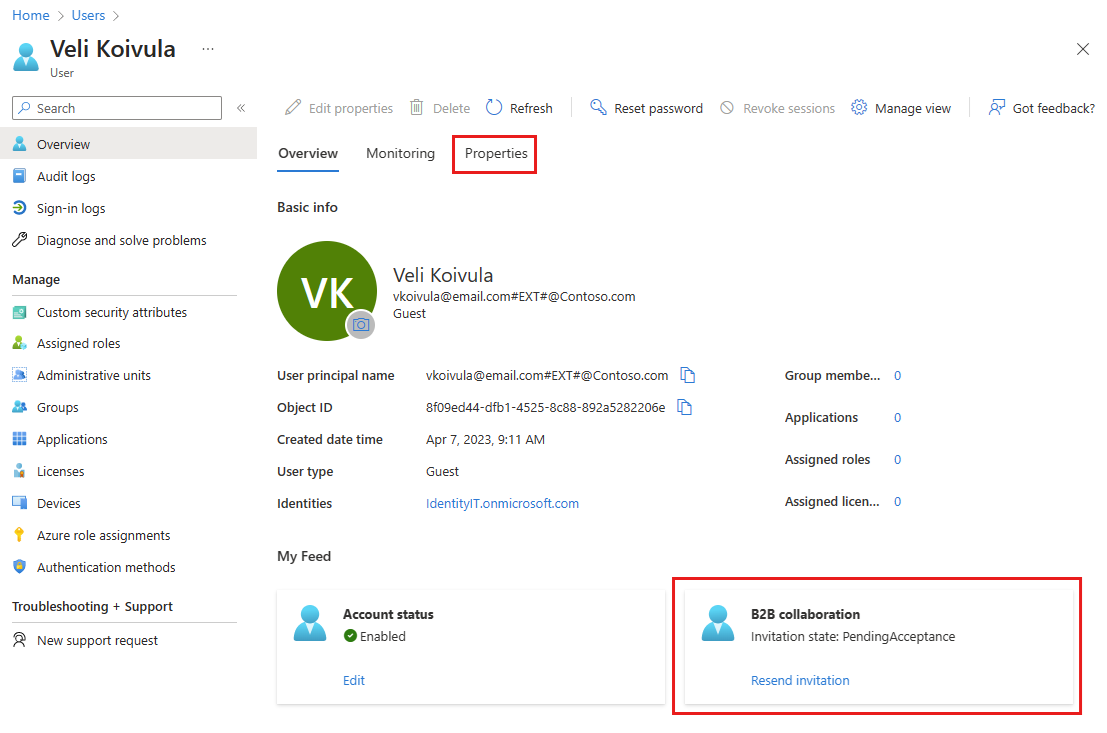 Home > Users >
Veli Koivula ...
User
Search «
Edit properties Delete Refresh Reset password Revoke sessions Manage view Got feedback?
Overview
Audit logs
Sign-in logs
Diagnose and solve problems
Manage
Custom security attributes
Assigned roles
Administrative units
Groups
Applications
Licenses
Devices
Azure role assignments
Authentication methods
Troubleshooting + Support
New support request
Overview Monitoring Properties
Basic info
VK
Veli Koivula
vkoivula@email.com#EXT#@Contoso.com
Guest
User principal name vkoivula@email.com#EXT#@Contoso.com
Object ID 8f09ed44-dfb1-4525-8c88-892a5282206e
Created date time Apr 7, 2023, 9:11 AM
User type Guest
Identities IdentityIT.onmicrosoft.com
Group membe... 0
Applications 0
Assigned roles 0
Assigned licen... 0
My Feed
Account status
Enabled
Edit
B2B collaboration
Invitation state: PendingAcceptance
Resend invitation